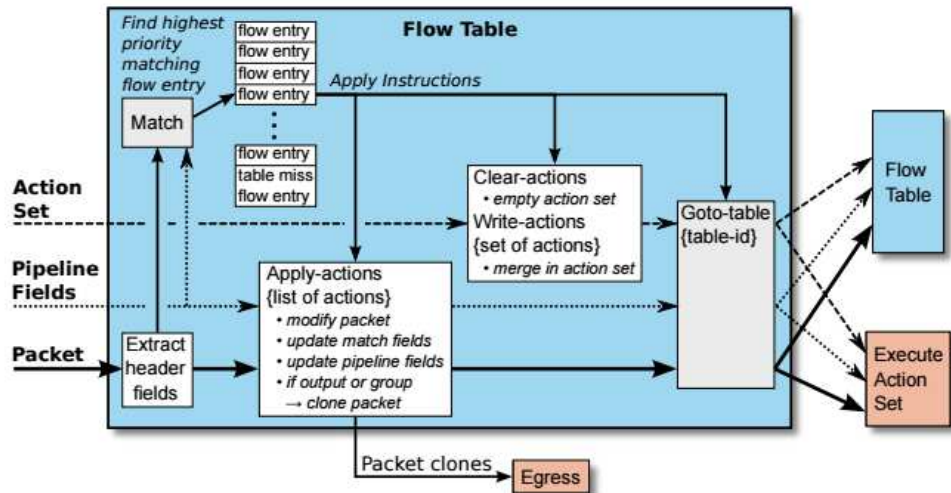 Find highest
priority
matching
flow entry
Flow Table
flow entry
flow entry
flow entry
flow entry
Apply Instructions
Match
flow entry
table miss
flow entry
Action
Set
Clear-actions
• empty action set
Write-actions
{set of actions}
• merge in action set
Goto-table
{table-id}
Flow
Table
Pipeline
Fields
Apply-actions
{list of actions}
• modify packet
• update match fields
• update pipeline fields
• if output or group
→ clone packet
Packet
Extract
header
fields
Execute
Action
Set
Packet clones
Egress